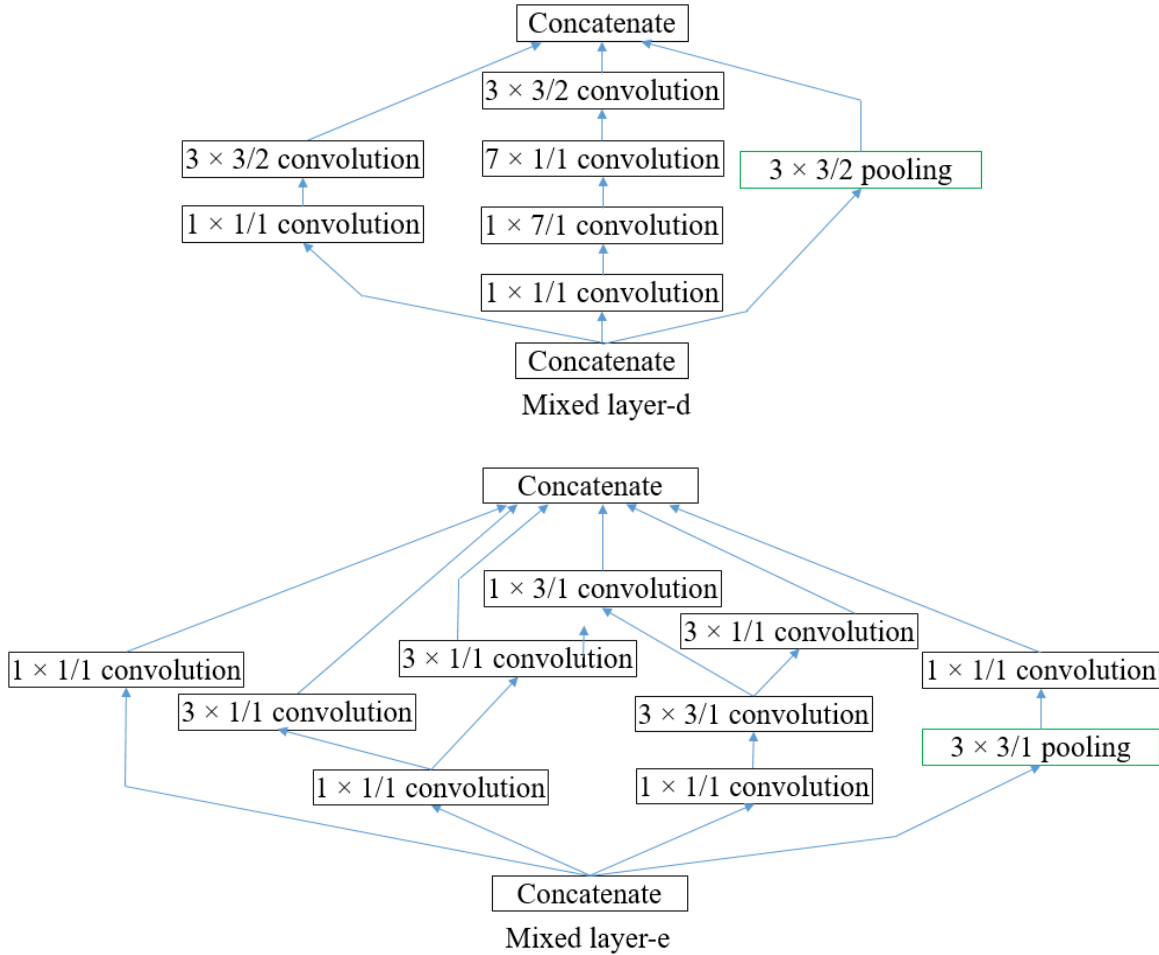 Concatenate
3 × 3/2 convolution
3 × 3/2 convolution
7 × 1/1 convolution
3 × 3/2 pooling
1 × 1/1 convolution
1 × 7/1 convolution
1 × 1/1 convolution
Concatenate
Mixed layer-d
Concatenate
1 × 3/1 convolution
3 × 1/1 convolution
3 × 1/1 convolution
1 × 1/1 convolution
1 × 1/1 convolution
3 × 1/1 convolution
3 × 3/1 convolution
3 × 3/1 pooling
1 × 1/1 convolution
1 × 1/1 convolution
Concatenate
Mixed layer-e